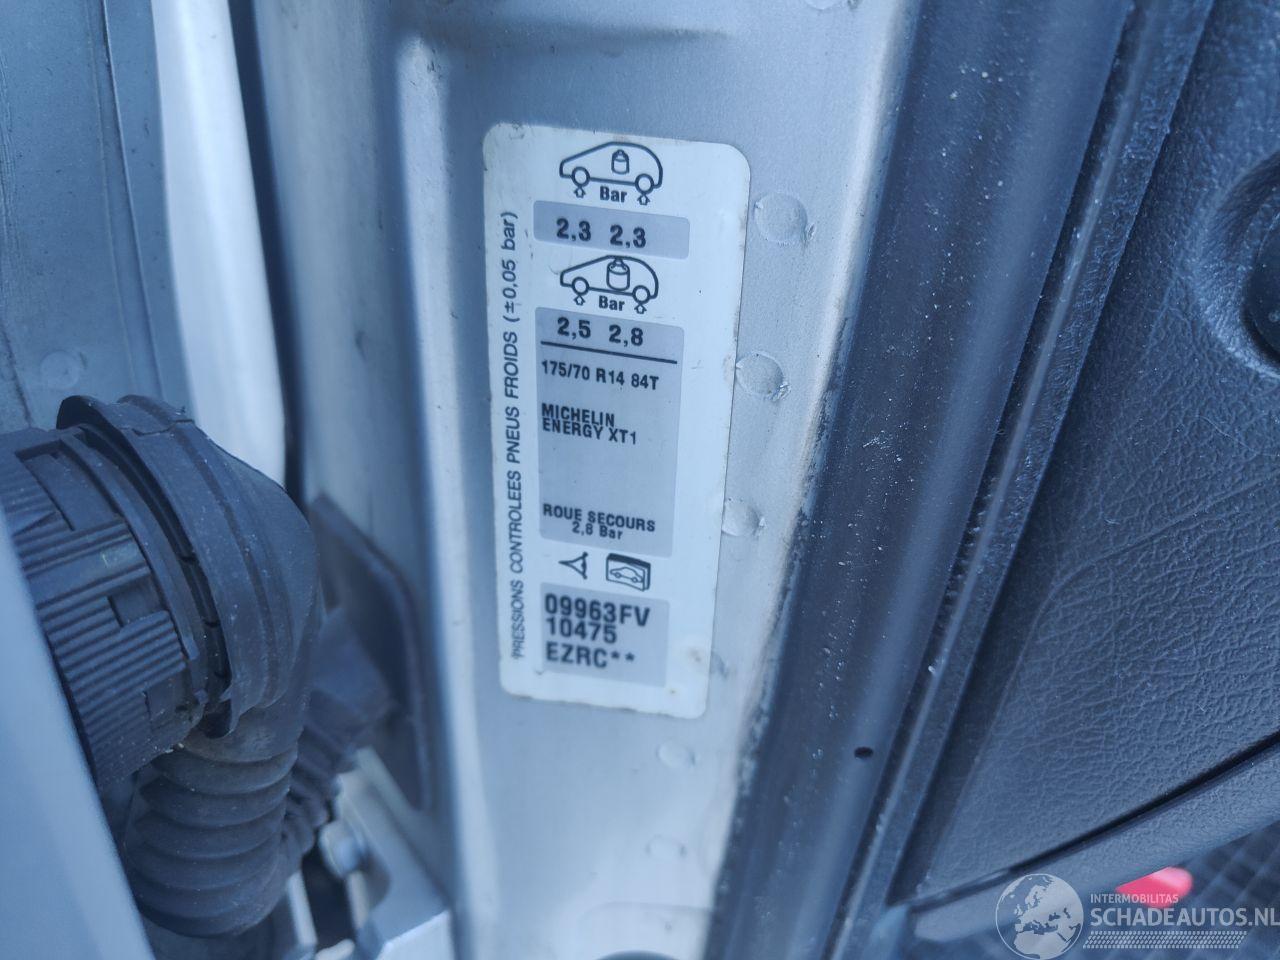 Bar
2,3 2,3
Bar
2,5 2,8
175/70 R14 84T
MICHELIN
ENERGY XT1
ROUE SECOURS
2,8 Bar
09963FV
10475
EZRC**
PRESSIONS CONTROLEES PNEUS FROIDS (±0,05 bar)
INTERMOBILITAS
SCHADEAUTOS.NL